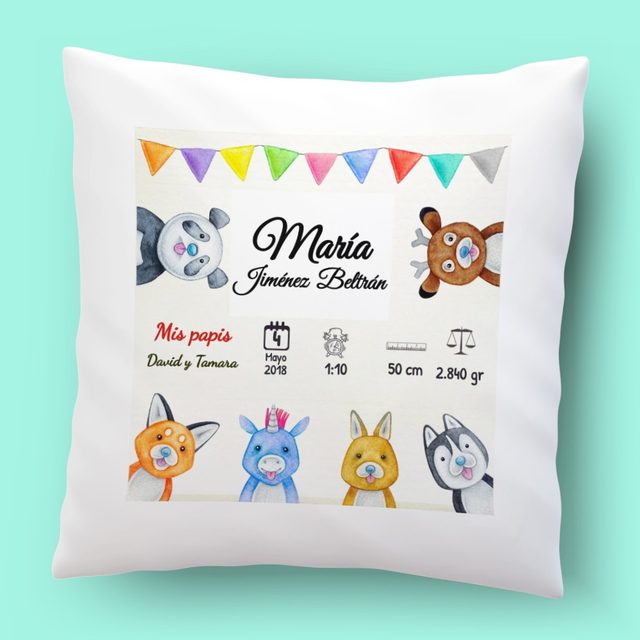 María
Jiménez Beltrán
Mis papis
David y Tamara
4
Mayo
2018
1:10
50 cm
2.840 gr